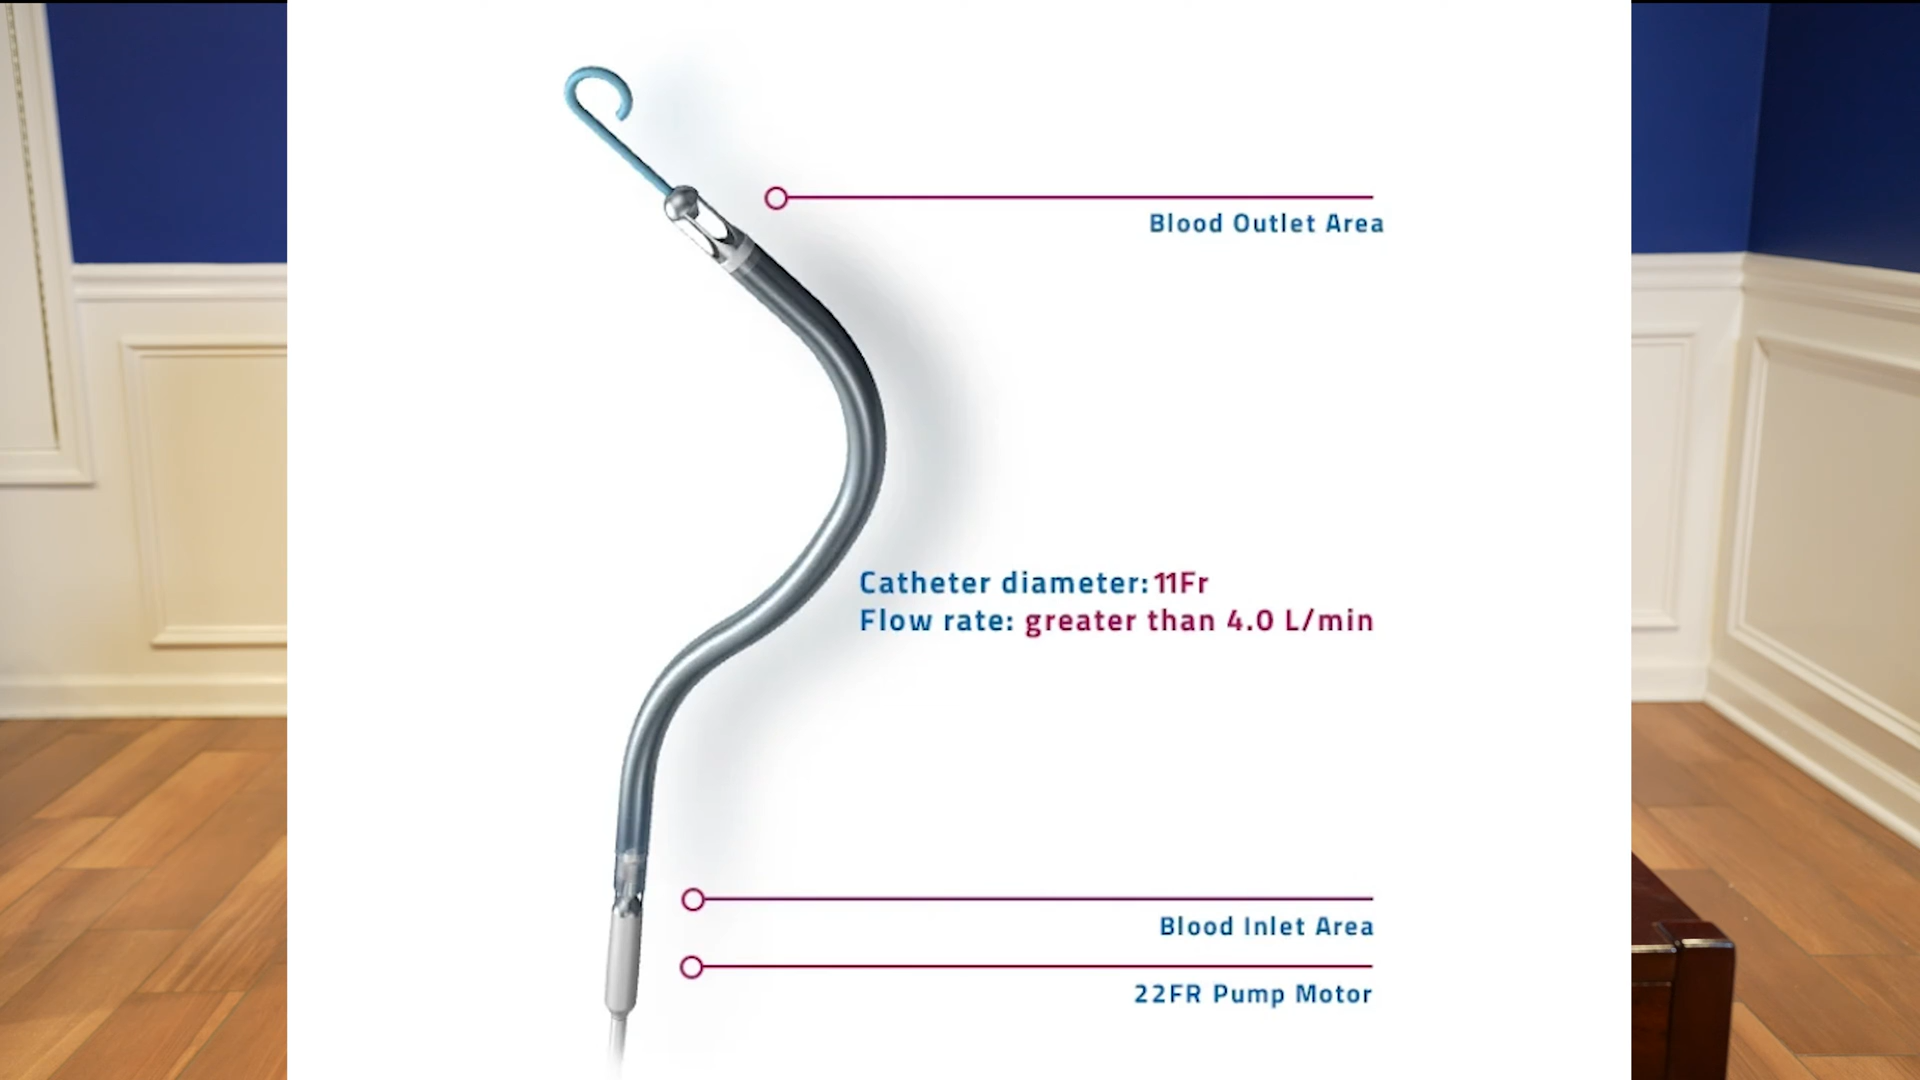 Blood Outlet Area
Catheter diameter: 11Fr
Flow rate: greater than 4.0 L/min
Blood Inlet Area
22FR Pump Motor